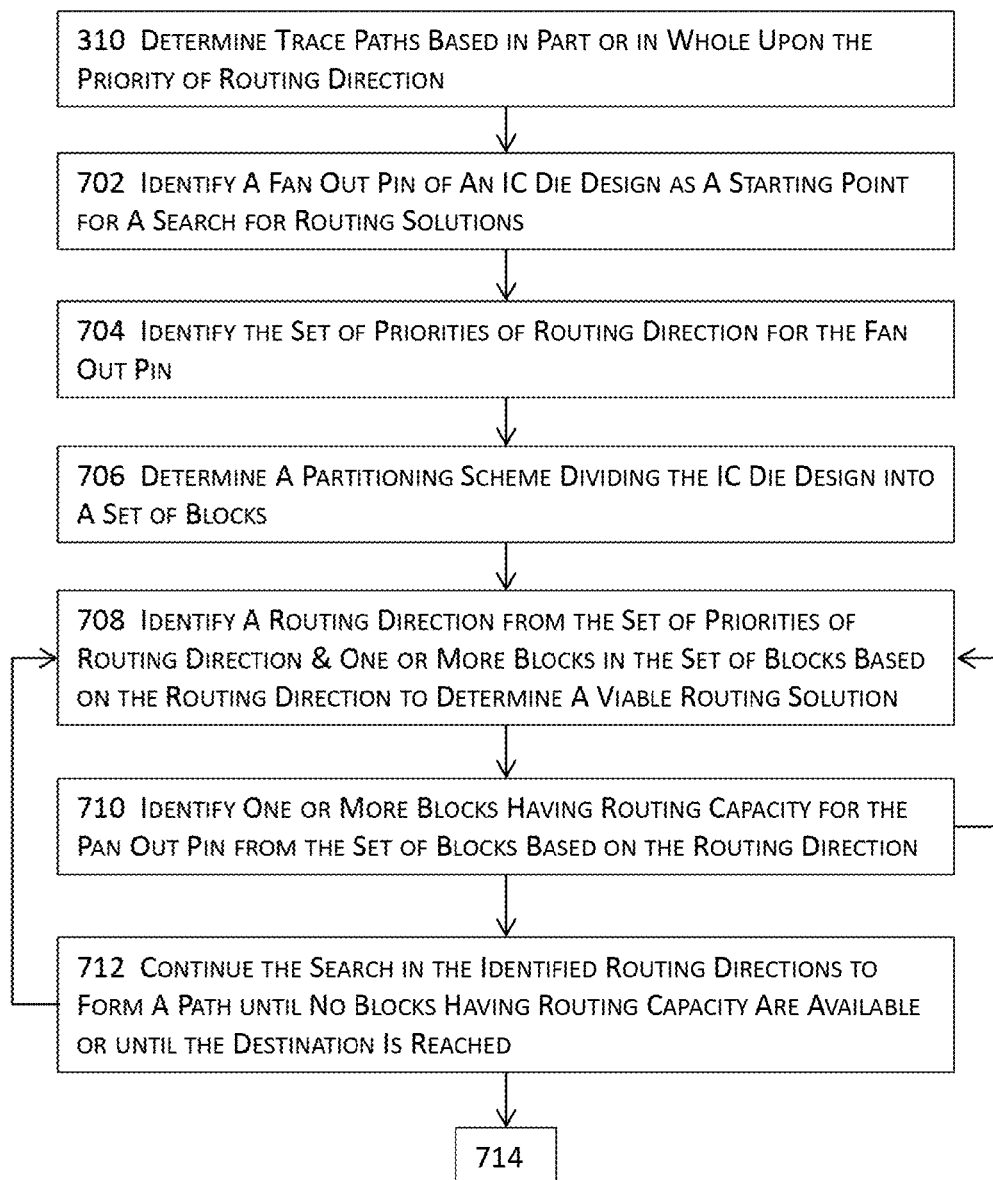 310 Determine Trace Paths Based in Part or in Whole Upon the
Priority of Routing Direction
702 Identify A Fan Out Pin of An IC Die Design as A Starting Point
for A Search for Routing Solutions
704 Identify the Set of Priorities of Routing Direction for the Fan
Out Pin
706 Determine A Partitioning Scheme Dividing the IC Die Design into
A Set of Blocks
708 Identify A Routing Direction from the Set of Priorities of
Routing Direction & One or More Blocks in the Set of Blocks Based
on the Routing Direction to Determine A Viable Routing Solution
710 Identify One or More Blocks Having Routing Capacity for the
Pan Out Pin from the Set of Blocks Based on the Routing Direction
712 Continue the Search in the Identified Routing Directions to
Form A Path until No Blocks Having Routing Capacity Are Available
or until the Destination Is Reached
714